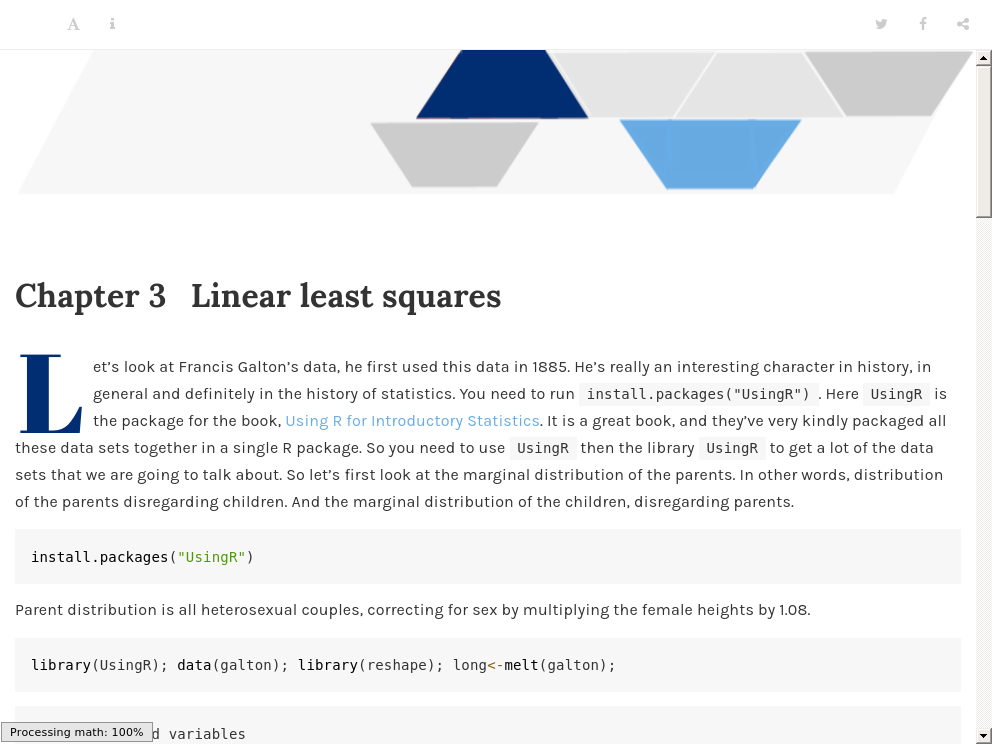 A i
Chapter 3 Linear least squares
Let’s look at Francis Galton’s data, he first used this data in 1885. He’s really an interesting character in history, in
general and definitely in the history of statistics. You need to run install.packages("UsingR") . Here UsingR is
the package for the book, Using R for Introductory Statistics. It is a great book, and they’ve very kindly packaged all
these data sets together in a single R package. So you need to use UsingR then the library UsingR to get a lot of the data
sets that we are going to talk about. So let’s first look at the marginal distribution of the parents. In other words, distribution
of the parents disregarding children. And the marginal distribution of the children, disregarding parents.
install.packages("UsingR")
Parent distribution is all heterosexual couples, correcting for sex by multiplying the female heights by 1.08.
library(UsingR); data(galton); library(reshape); long<-melt(galton);
d variables
Processing math: 100%